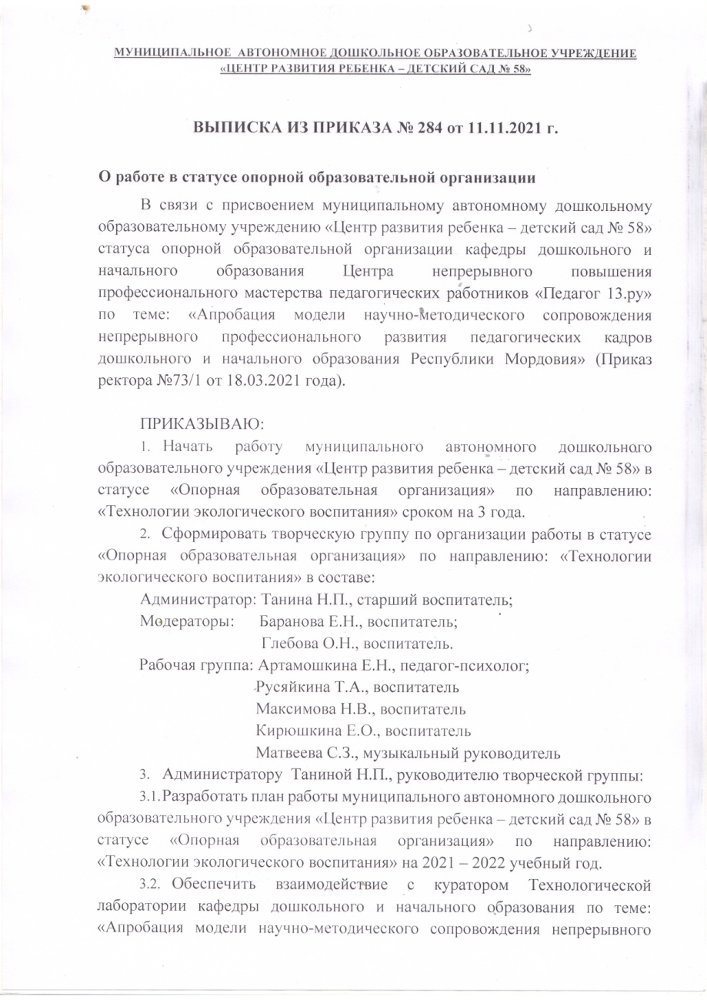 МУНИЦИПАЛЬНОЕ АВТОНОМНОЕ ДОШКОЛЬНОЕ ОБРАЗОВАТЕЛЬНОЕ УЧРЕЖДЕНИЕ
«ЦЕНТР РАЗВИТИЯ РЕБЕНКА – ДЕТСКИЙ САД № 58»
ВЫПИСКА ИЗ ПРИКАЗА № 284 от 11.11.2021 г.
О работе в статусе опорной образовательной организации
В связи с присвоением муниципальному автономному дошкольному
образовательному учреждению «Центр развития ребенка – детский сад № 58»
статуса опорной образовательной организации кафедры дошкольного и
начального образования Центра непрерывного повышения
профессионального мастерства педагогических работников «Педагог 13.ру»
по теме: «Апробация модели научно-методического сопровождения
непрерывного профессионального развития педагогических кадров
дошкольного и начального образования Республики Мордовия» (Приказ
ректора №73/1 от 18.03.2021 года).
ПРИКАЗЫВАЮ:
1. Начать работу муниципального автономного дошкольного
образовательного учреждения «Центр развития ребенка – детский сад № 58» в
статусе «Опорная образовательная организация» по направлению:
«Технологии экологического воспитания» сроком на 3 года.
2. Сформировать творческую группу по организации работы в статусе
«Опорная образовательная организация» по направлению: «Технологии
экологического воспитания» в составе:
Администратор: Танина Н.П., старший воспитатель;
Модераторы: Баранова Е.Н., воспитатель;
Глебова О.Н., воспитатель.
Рабочая группа: Артамошкина Е.Н., педагог-психолог;
Русяйкина Т.А., воспитатель
Максимова Н.В., воспитатель
Кирюшкина Е.О., воспитатель
Матвеева С.З., музыкальный руководитель
3. Администратору Таниной Н.П., руководителю творческой группы:
3.1. Разработать план работы муниципального автономного дошкольного
образовательного учреждения «Центр развития ребенка – детский сад № 58» в
статусе «Опорная образовательная организация» по направлению:
«Технологии экологического воспитания» на 2021 – 2022 учебный год.
3.2. Обеспечить взаимодействие с куратором Технологической
лаборатории кафедры дошкольного и начального образования по теме:
«Апробация модели научно-методического сопровождения непрерывного